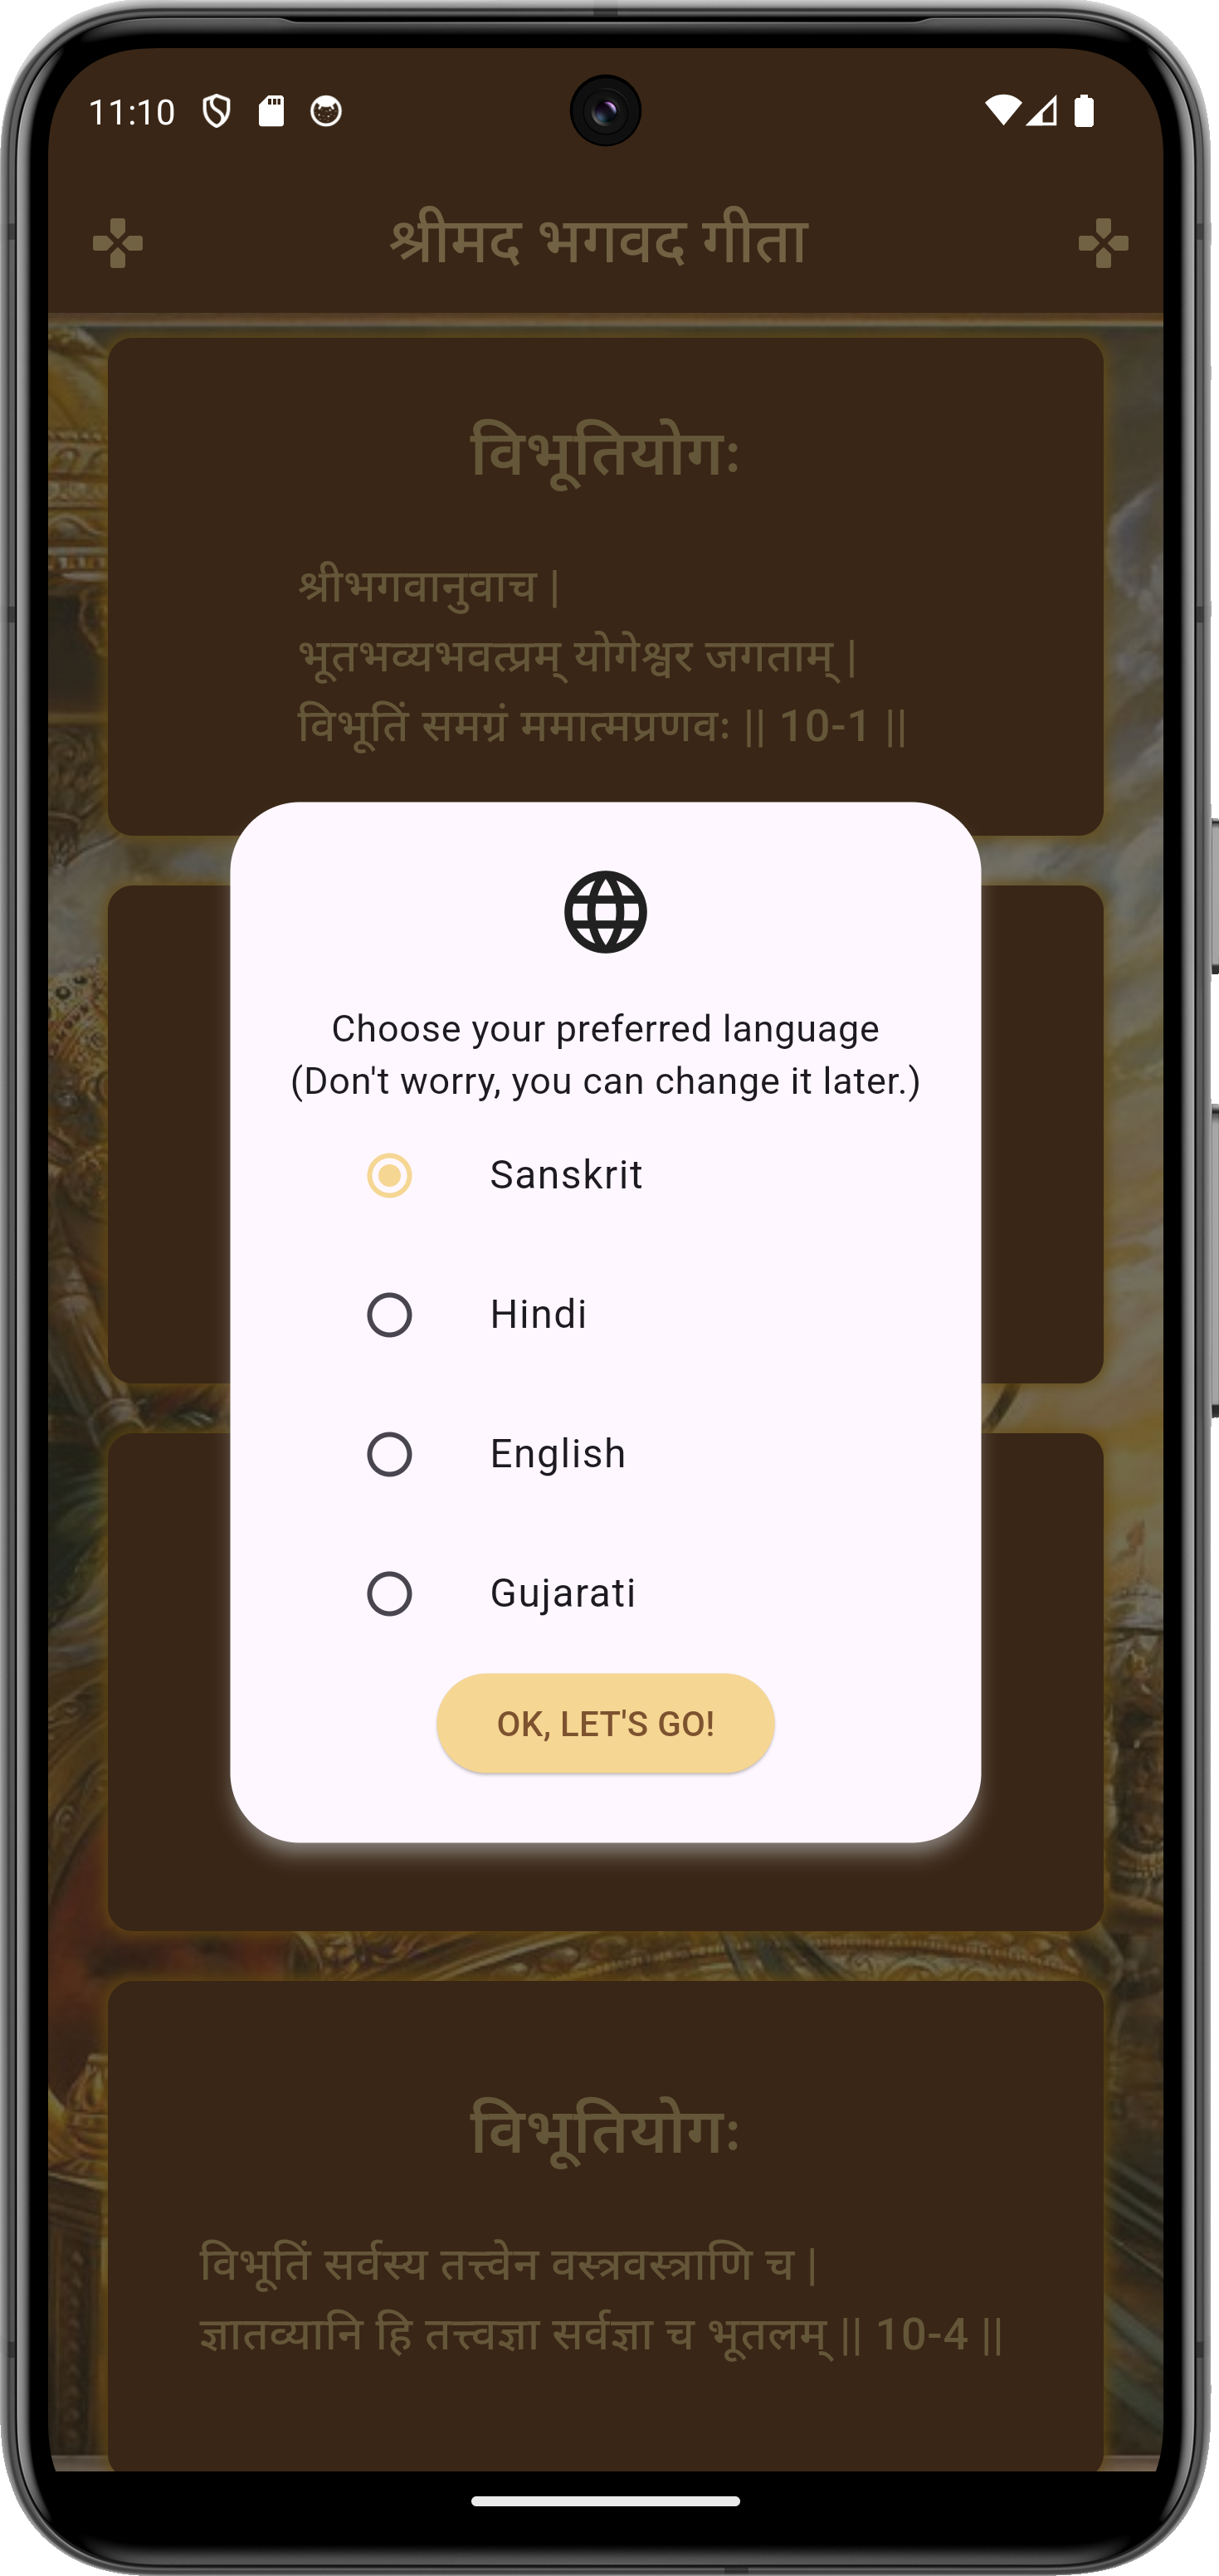 11:10
श्रीमद भगवद गीता
विभूतियोगः
श्रीभगवानुवाच |
भूतभव्यभवत्प्रम् योगेश्वर जगताम् |
विभूतिं समग्रं ममात्मप्रणवः || 10-1 ||
Choose your preferred language
(Don't worry, you can change it later.)
Sanskrit
Hindi
English
Gujarati
OK, LET'S GO!
विभूतियोगः
विभूतिं सर्वस्य तत्त्वेन वस्त्रवस्त्राणि च |
ज्ञातव्यानि हि तत्त्वज्ञा सर्वज्ञा च भूतलम् || 10-4 ||